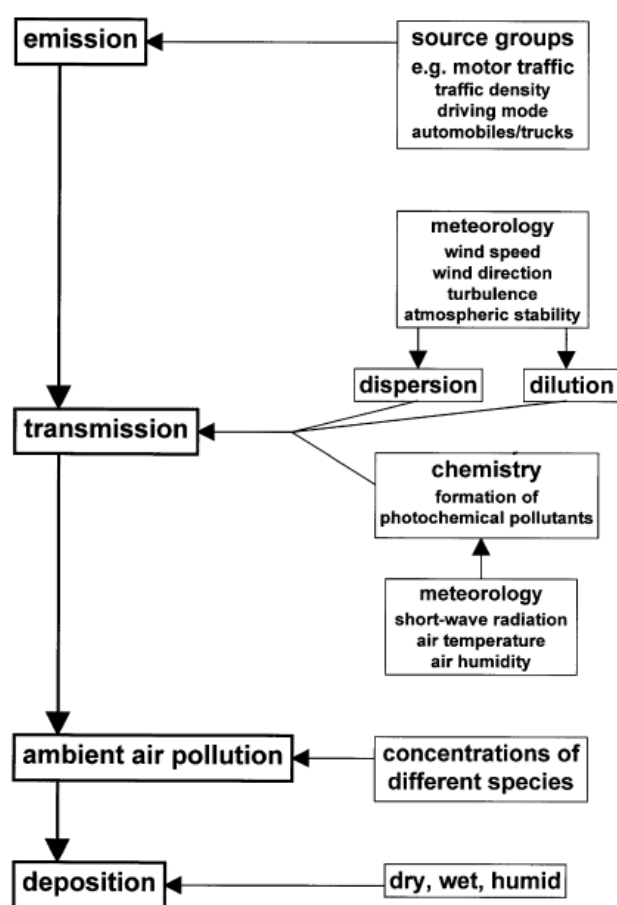 emission
source groups
e.g. motor traffic
traffic density
driving mode
automobiles/trucks
meteorology
wind speed
wind direction
turbulence
atmospheric stability
dispersion
dilution
transmission
chemistry
formation of
photochemical pollutants
meteorology
short-wave radiation
air temperature
air humidity
ambient air pollution
concentrations of
different species
deposition
dry, wet, humid